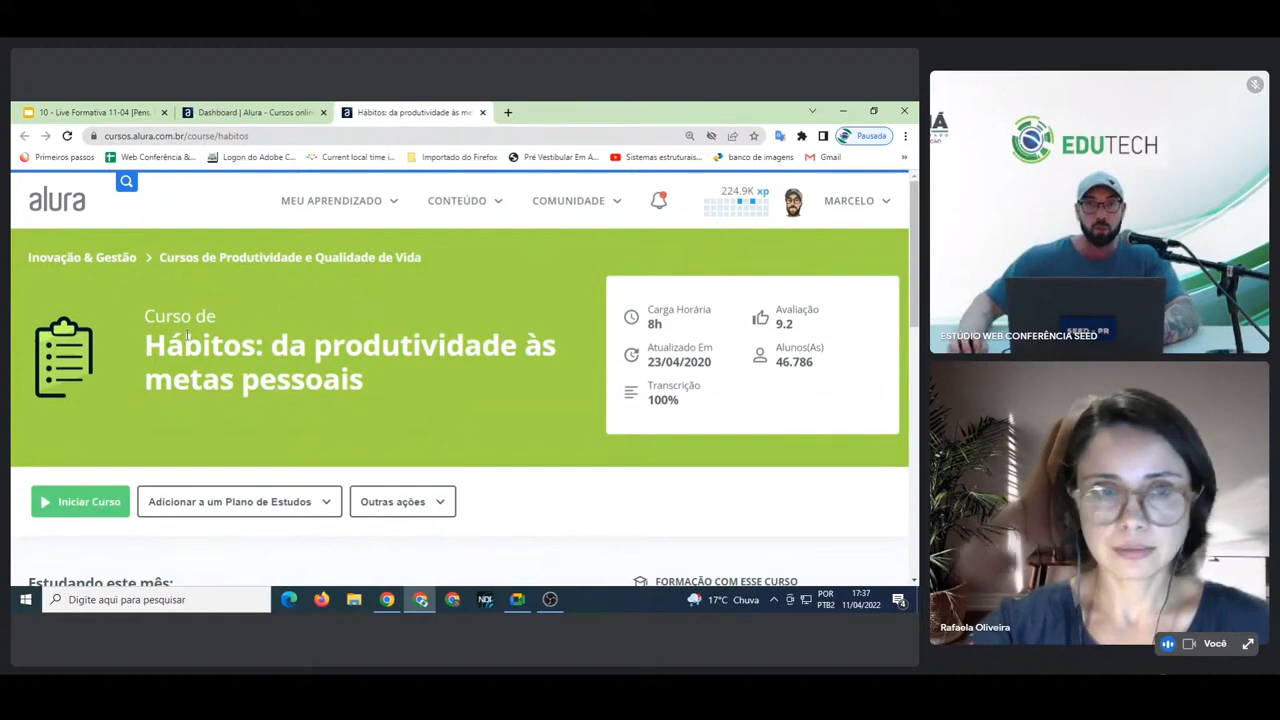 10 - Live Formativa 11-04 [Pens.
Dashboard | Alura - Cursos onlin
Hábitos: da produtividade às me
cursos.alura.com.br/course/habitos
Pausada
Primeiros passos
Web Conferência &...
Logon do Adobe C...
Current local time i...
Importado do Firefox
Pré Vestibular Em A...
Sistemas estruturais...
banco de imagens
Gmail
»
alura
MEU APRENDIZADO
CONTEÚDO
COMUNIDADE
224.9K xp
MARCELO
Inovação & Gestão > Cursos de Produtividade e Qualidade de Vida
Curso de
Hábitos: da produtividade às
metas pessoais
Carga Horária
8h
Avaliação
9.2
Atualizado Em
23/04/2020
Alunos(As)
46.786
Transcrição
100%
Iniciar Curso
Adicionar a um Plano de Estudos
Outras ações
Estudando este mês:
FORMAÇÃO COM ESSE CURSO
Digite aqui para pesquisar
NDI
17°C Chuva
POR
PTB2
17:37
11/04/2022
4
EDUTECH
SEED - PR
ESTÚDIO WEB CONFERÊNCIA SEED
Rafaela Oliveira
Você